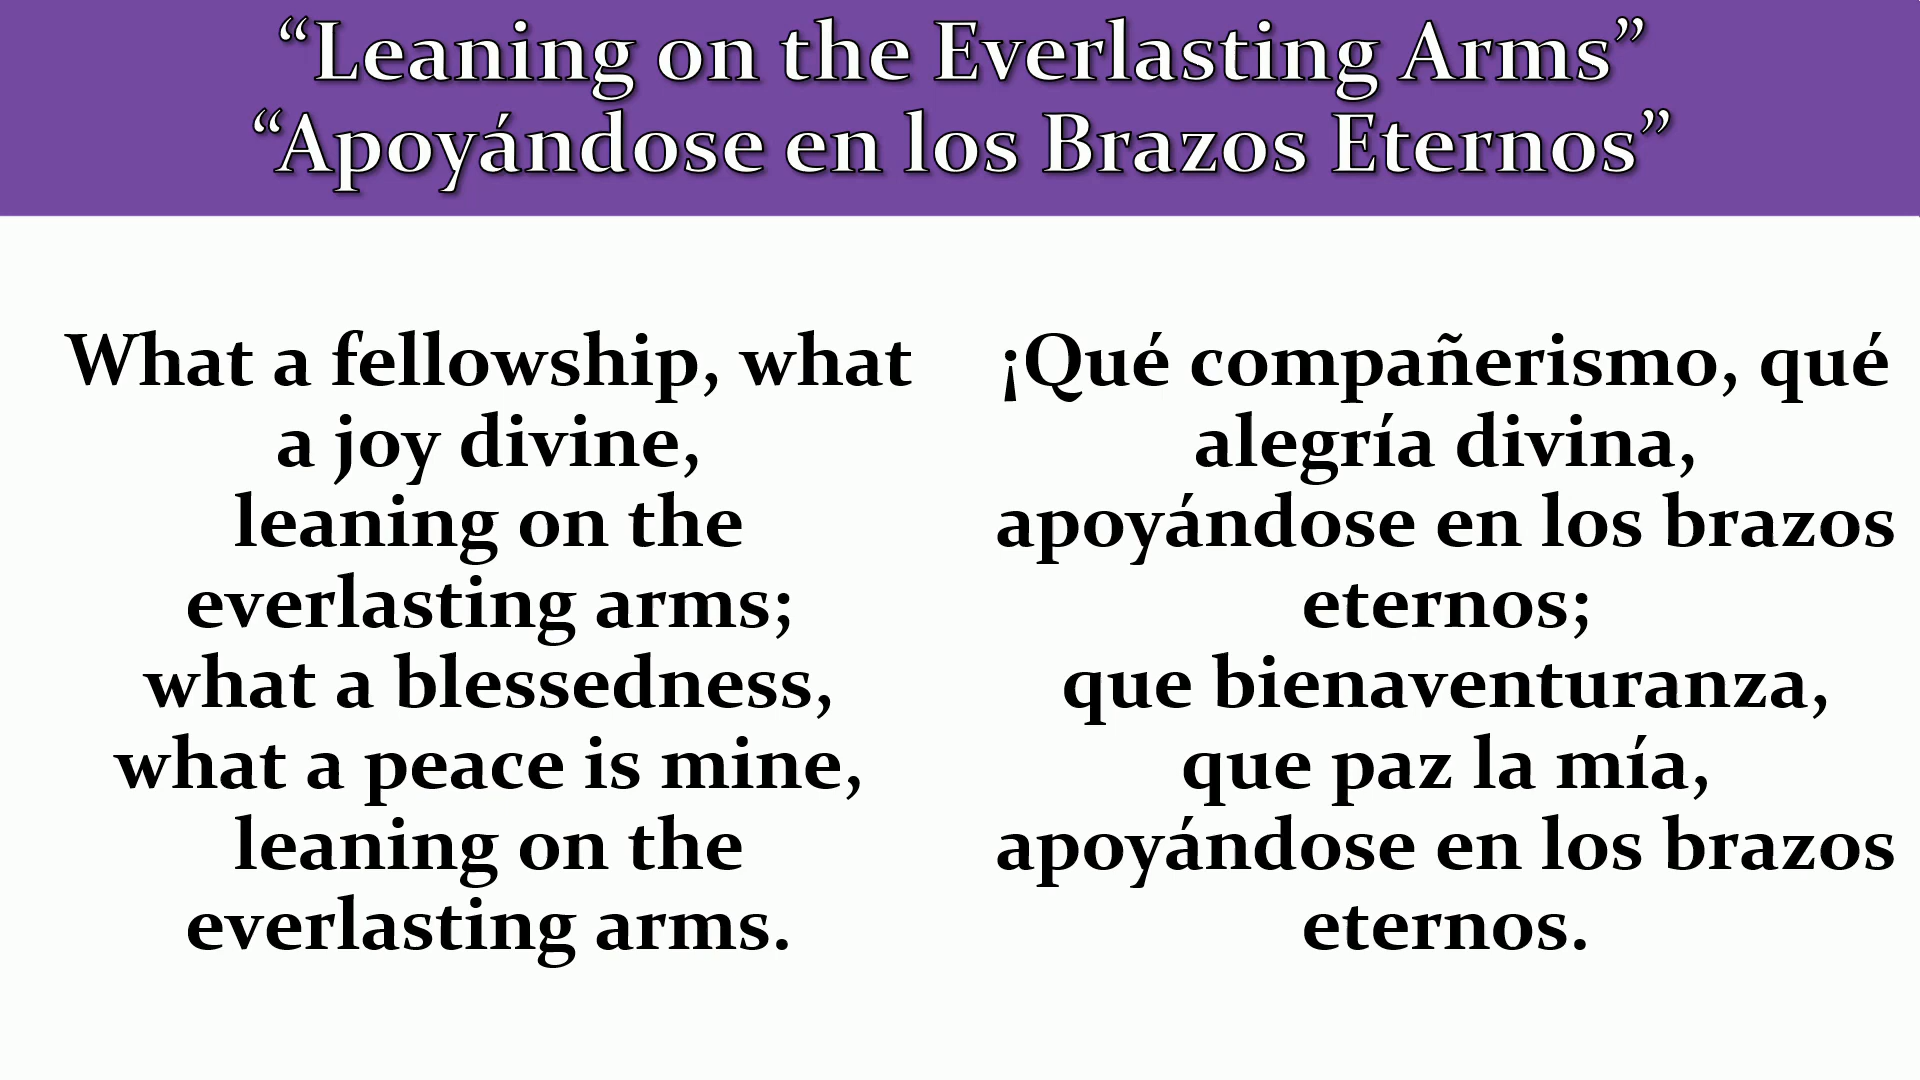 “Leaning on the Everlasting Arms”
“Apoyándose en los Brazos Eternos”
What a fellowship, what
a joy divine,
leaning on the
everlasting arms;
what a blessedness,
what a peace is mine,
leaning on the
everlasting arms.
¡Qué compañerismo, qué
alegría divina,
apoyándose en los brazos
eternos;
que bienaventuranza,
que paz la mía,
apoyándose en los brazos
eternos.